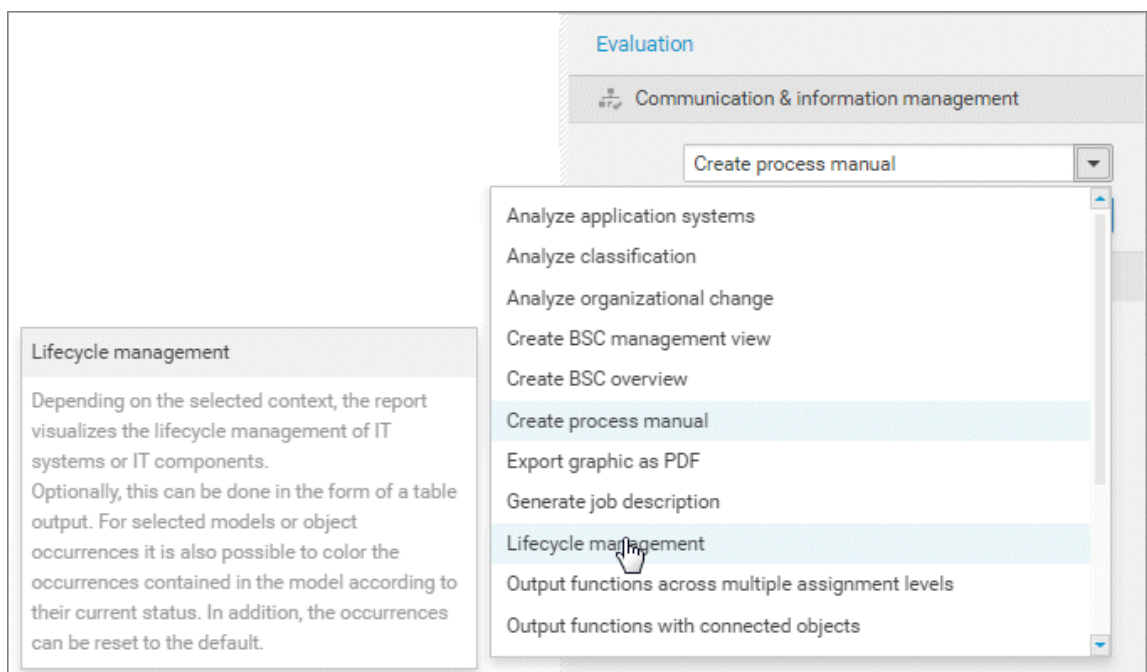 Evaluation
Communication & information management
Create process manual
Analyze application systems
Analyze classification
Analyze organizational change
Create BSC management view
Create BSC overview
Create process manual
Export graphic as PDF
Generate job description
Lifecycle management
Output functions across multiple assignment levels
Output functions with connected objects
Lifecycle management
Depending on the selected context, the report
visualizes the lifecycle management of IT
systems or IT components.
Optionally, this can be done in the form of a table
output. For selected models or object
occurrences it is also possible to color the
occurrences contained in the model according to
their current status. In addition, the occurrences
can be reset to the default.